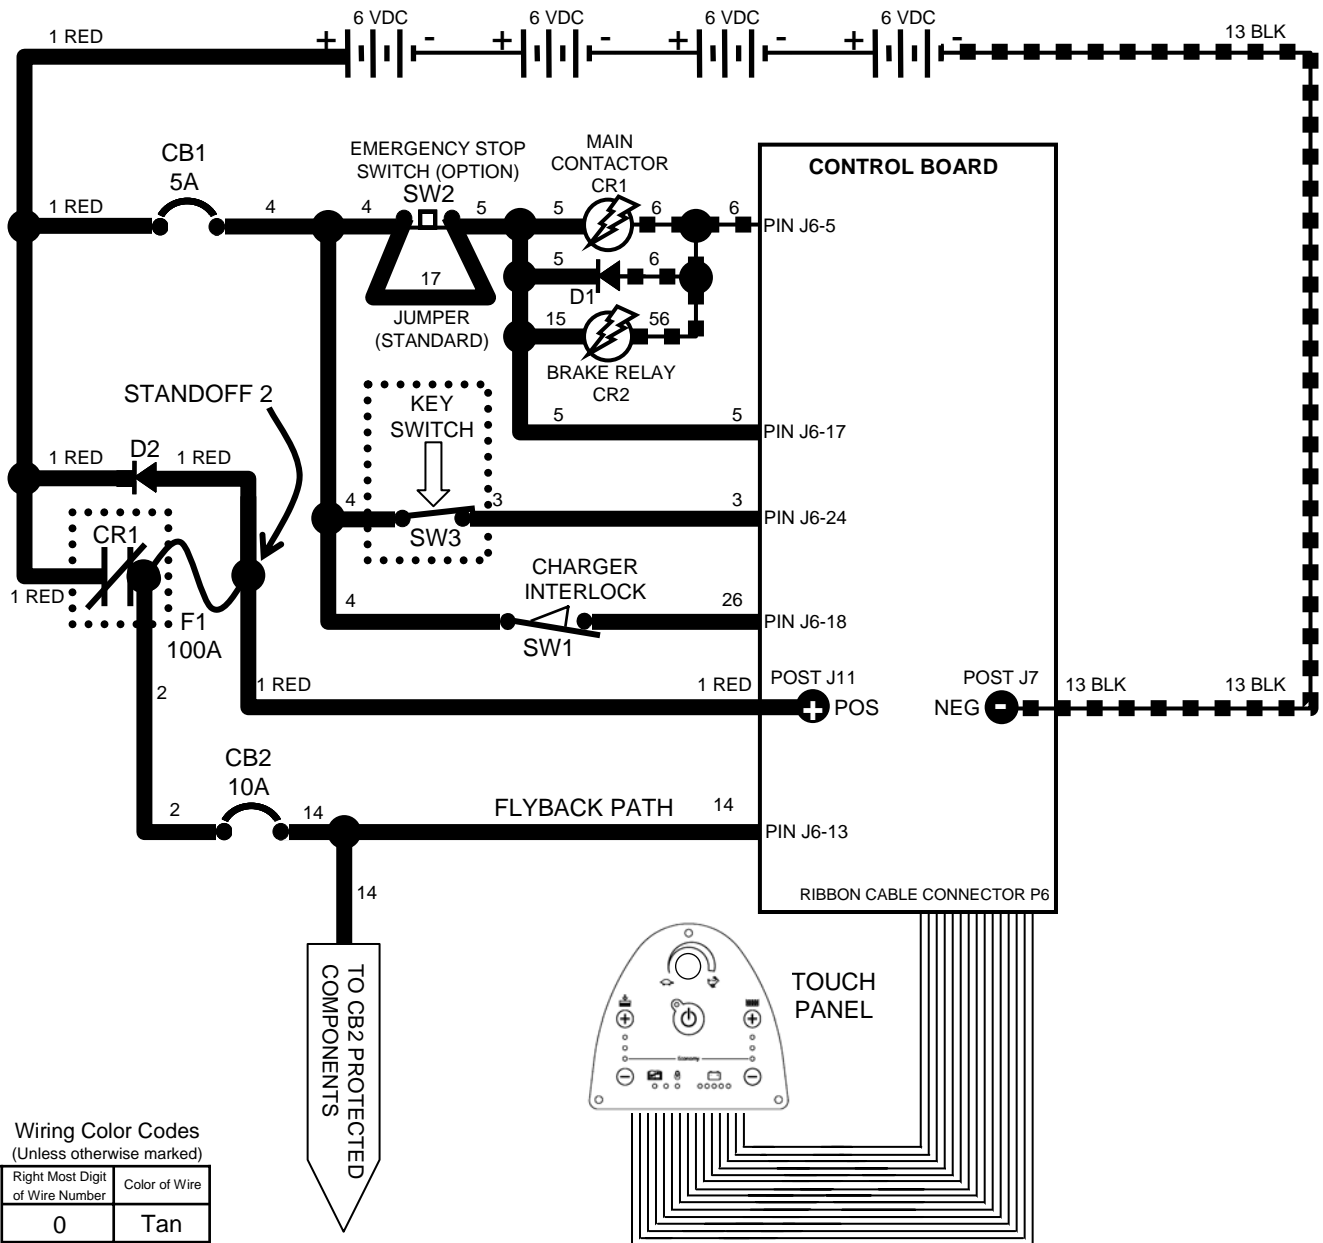 6 VDC
6 VDC
6 VDC
6 VDC
1 RED
+
-
+
-
+
-
+
-
13 BLK
CB1
5A
EMERGENCY STOP
SWITCH (OPTION)
SW2
MAIN
CONTACTOR
CR1
CONTROL BOARD
1 RED
4
4
5
5
6
6
PIN J6-5
17
5
6
D1
JUMPER
(STANDARD)
15
56
BRAKE RELAY
CR2
STANDOFF 2
KEY
SWITCH
5
5
PIN J6-17
1 RED
D2
1 RED
4
3
3
PIN J6-24
CR1
SW3
CHARGER
INTERLOCK
1 RED
4
26
F1
100A
PIN J6-18
SW1
2
1 RED
1 RED
POST J11
POST J7
13 BLK
13 BLK
+
POS
NEG
-
CB2
10A
2
14
FLYBACK PATH
14
PIN J6-13
14
RIBBON CABLE CONNECTOR P6
TO CB2 PROTECTED
COMPONENTS
TOUCH
PANEL
Economy
Wiring Color Codes
(Unless otherwise marked)
Right Most Digit
of Wire Number
Color of Wire
0
Tan